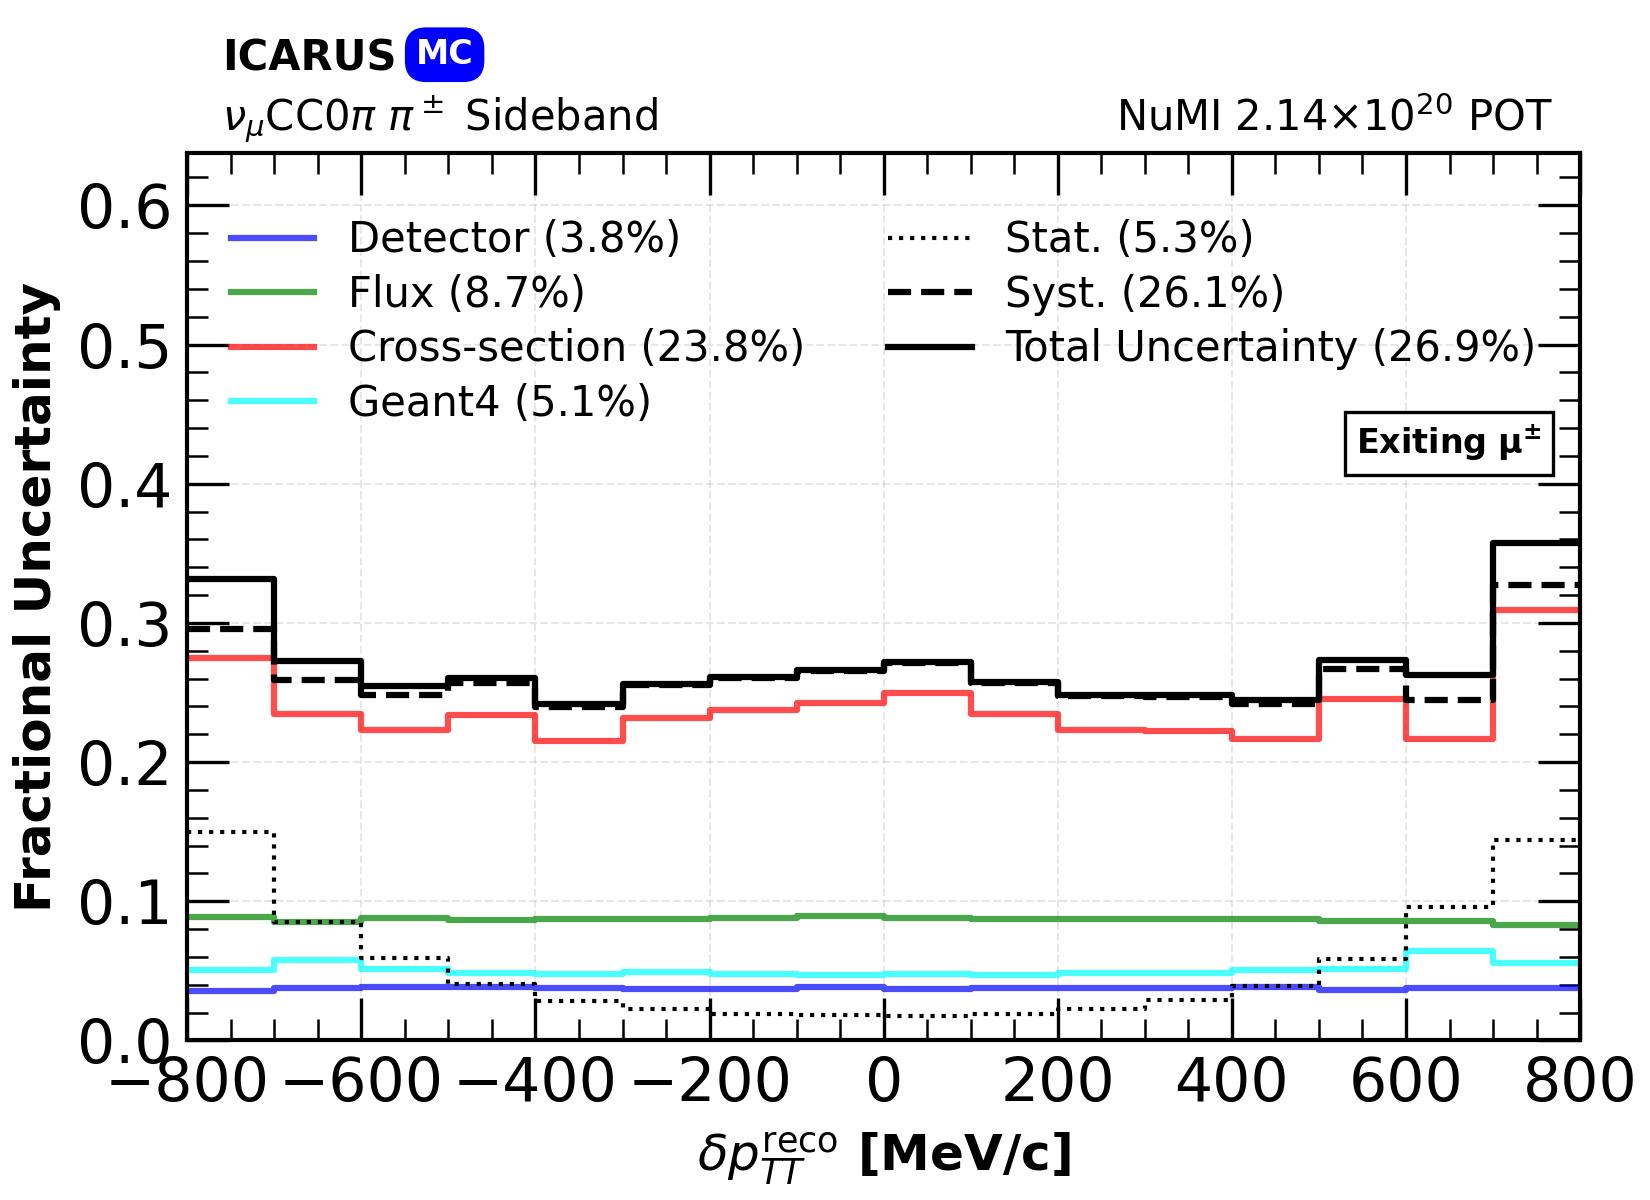 ICARUS MC
νμCC0π π± Sideband
NuMI 2.14×10²⁰ POT
Fractional Uncertainty
0.6
0.5
0.4
0.3
0.2
0.1
0.0
Detector (3.8%)
Flux (8.7%)
Cross-section (23.8%)
Geant4 (5.1%)
Stat. (5.3%)
Syst. (26.1%)
Total Uncertainty (26.9%)
Exiting μ±
−800 −600 −400 −200 0 200 400 600 800
δp_TT^reco [MeV/c]